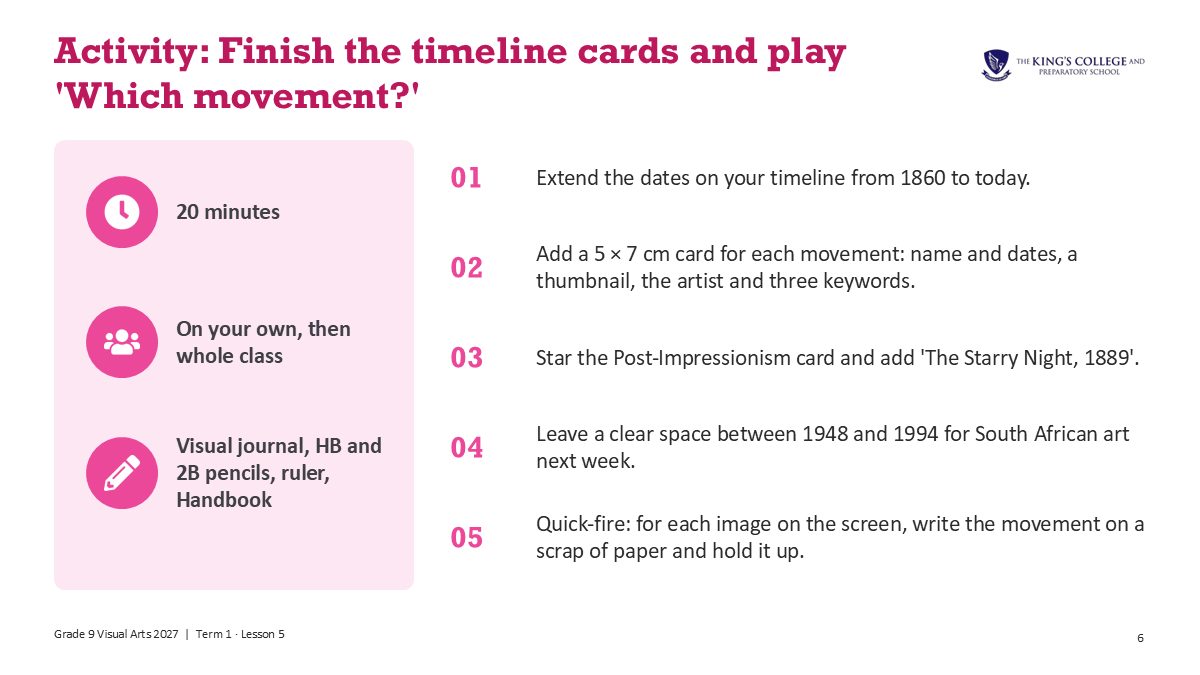 Activity: Finish the timeline cards and play
'Which movement?'
THE KING'S COLLEGE AND
PREPARATORY SCHOOL
20 minutes
On your own, then
whole class
Visual journal, HB and
2B pencils, ruler,
Handbook
01
Extend the dates on your timeline from 1860 to today.
02
Add a 5 × 7 cm card for each movement: name and dates, a
thumbnail, the artist and three keywords.
03
Star the Post-Impressionism card and add 'The Starry Night, 1889'.
04
Leave a clear space between 1948 and 1994 for South African art
next week.
05
Quick-fire: for each image on the screen, write the movement on a
scrap of paper and hold it up.
Grade 9 Visual Arts 2027 | Term 1 · Lesson 5
6